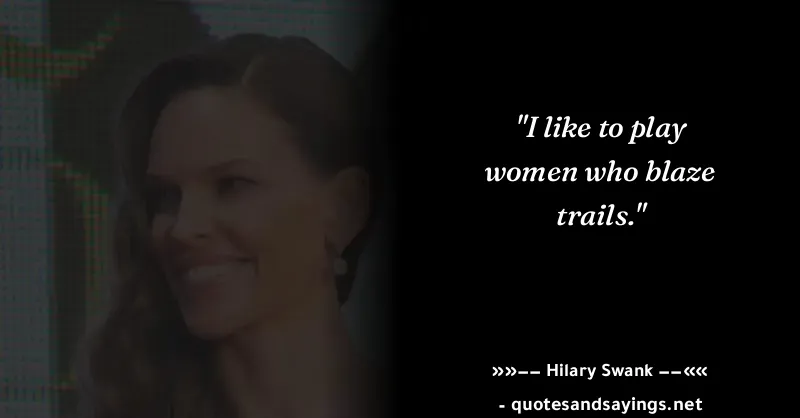 "I like to play
women who blaze
trails."
»»–– Hilary Swank ––««
- quotesandsayings.net